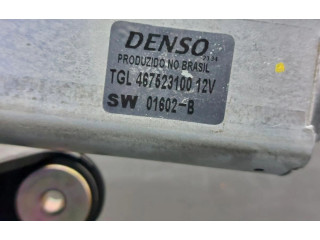 DENSO
PRODUZIDO NO BRASIL
TGL 467523100 12V
SW 01602-B